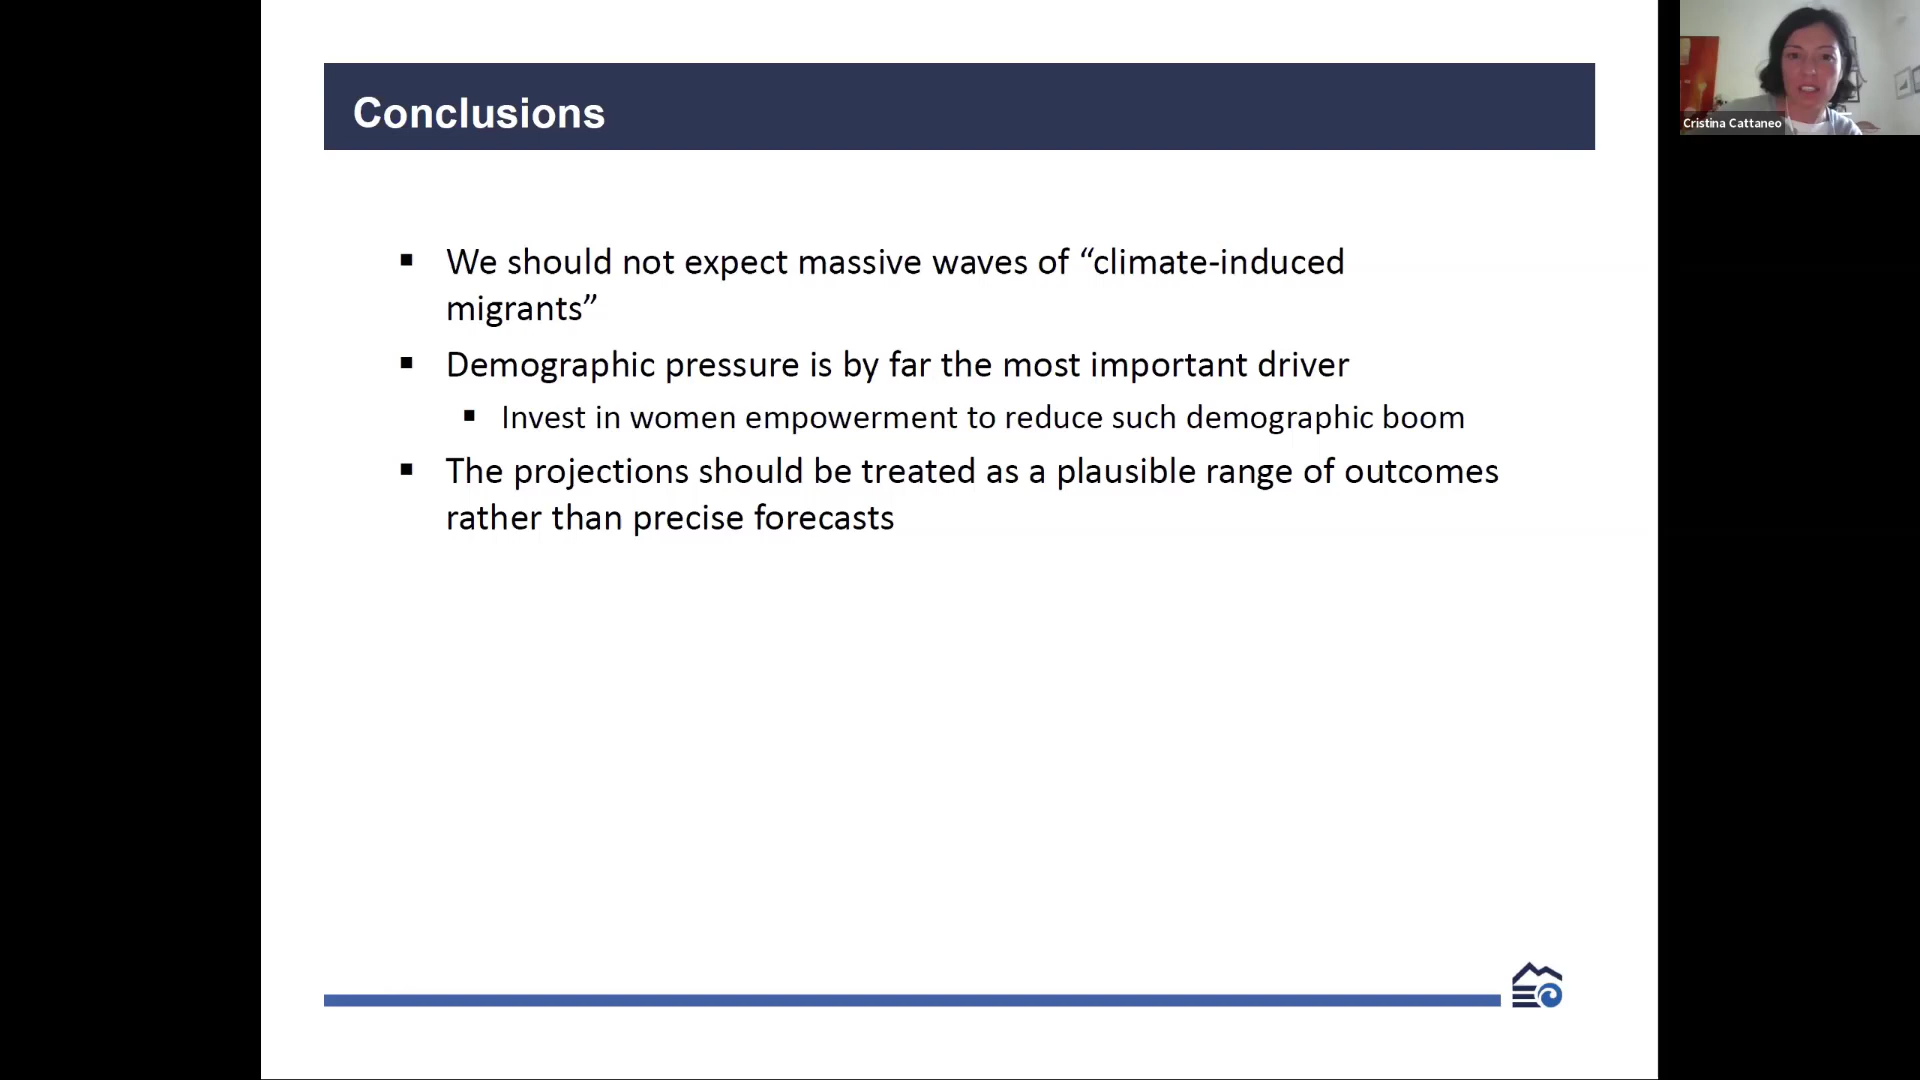 Conclusions
Cristina Cattaneo
▪ We should not expect massive waves of “climate-induced
migrants”
▪ Demographic pressure is by far the most important driver
▪ Invest in women empowerment to reduce such demographic boom
▪ The projections should be treated as a plausible range of outcomes
rather than precise forecasts